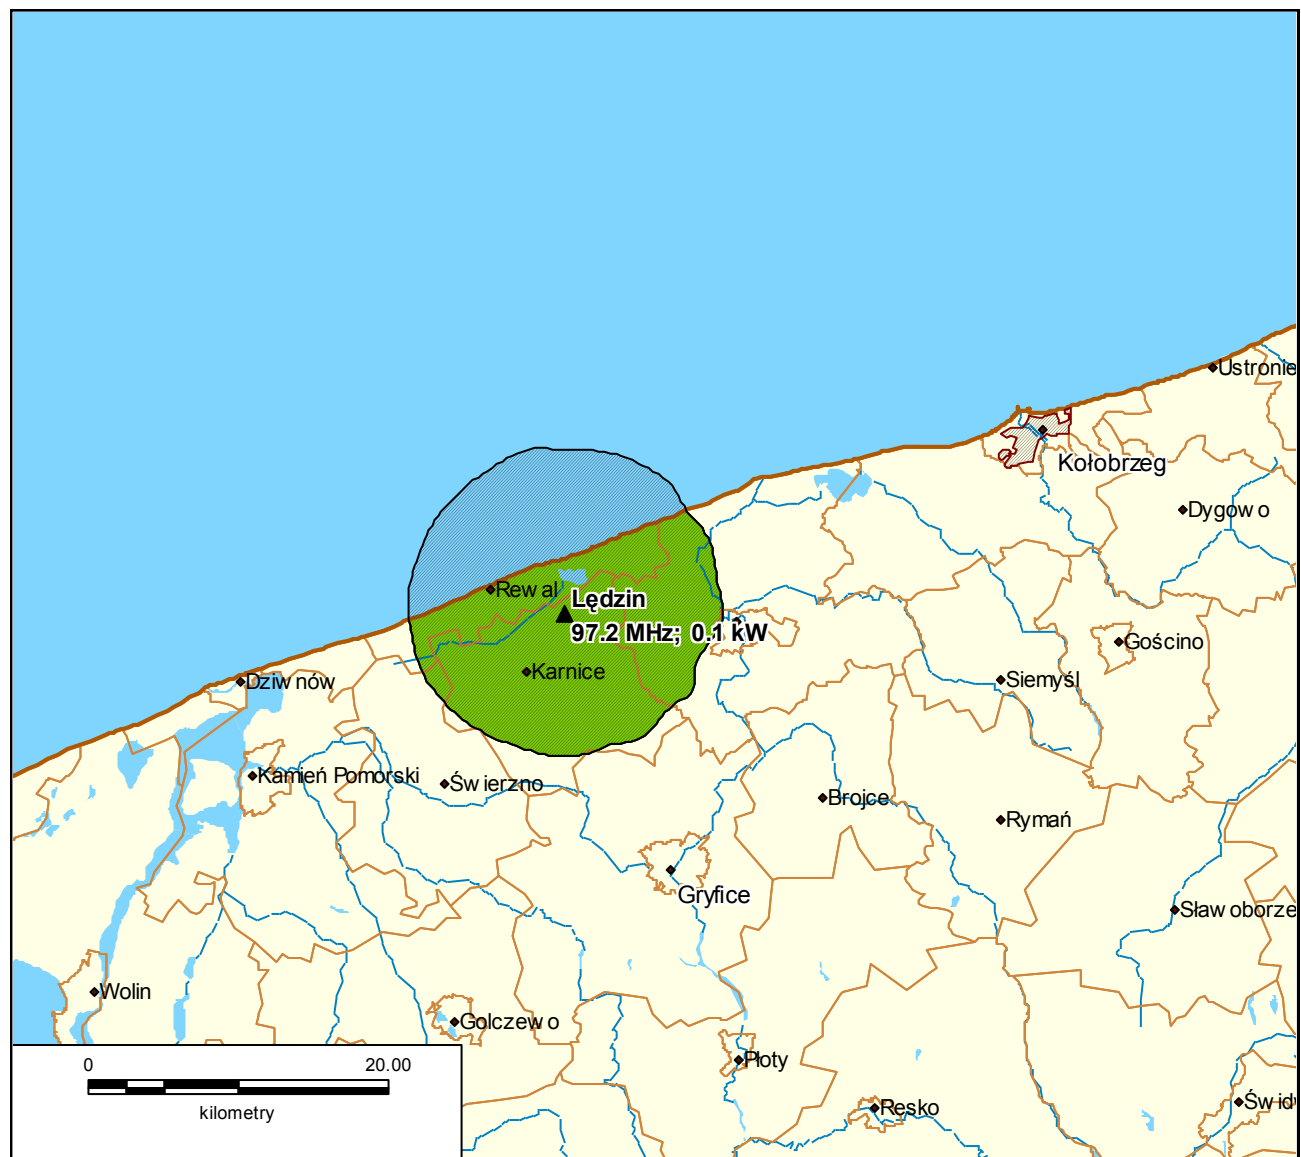 Ustronie
Kołobrzeg
Dygowo
Rewal
Lędzin
97.2 MHz; 0.1 kW
Gościno
Karnice
Siemyśl
Dziwnów
Kamień Pomorski
Świerzno
Brojce
Rymań
Gryfice
Sławoborze
Wolin
Golczewo
Płoty
0 20.00
kilometry
Resko
Świdw